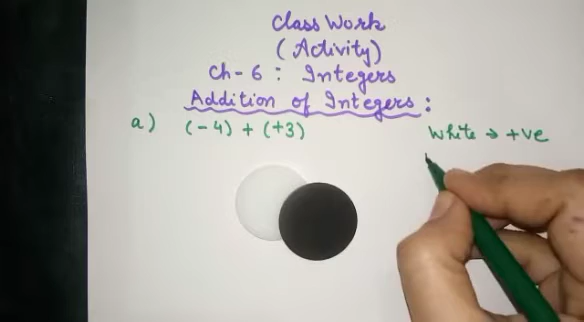 Class Work
(Activity)
Ch-6 : Integers
Addition of Integers :
a) (-4) + (+3)
White → +ve